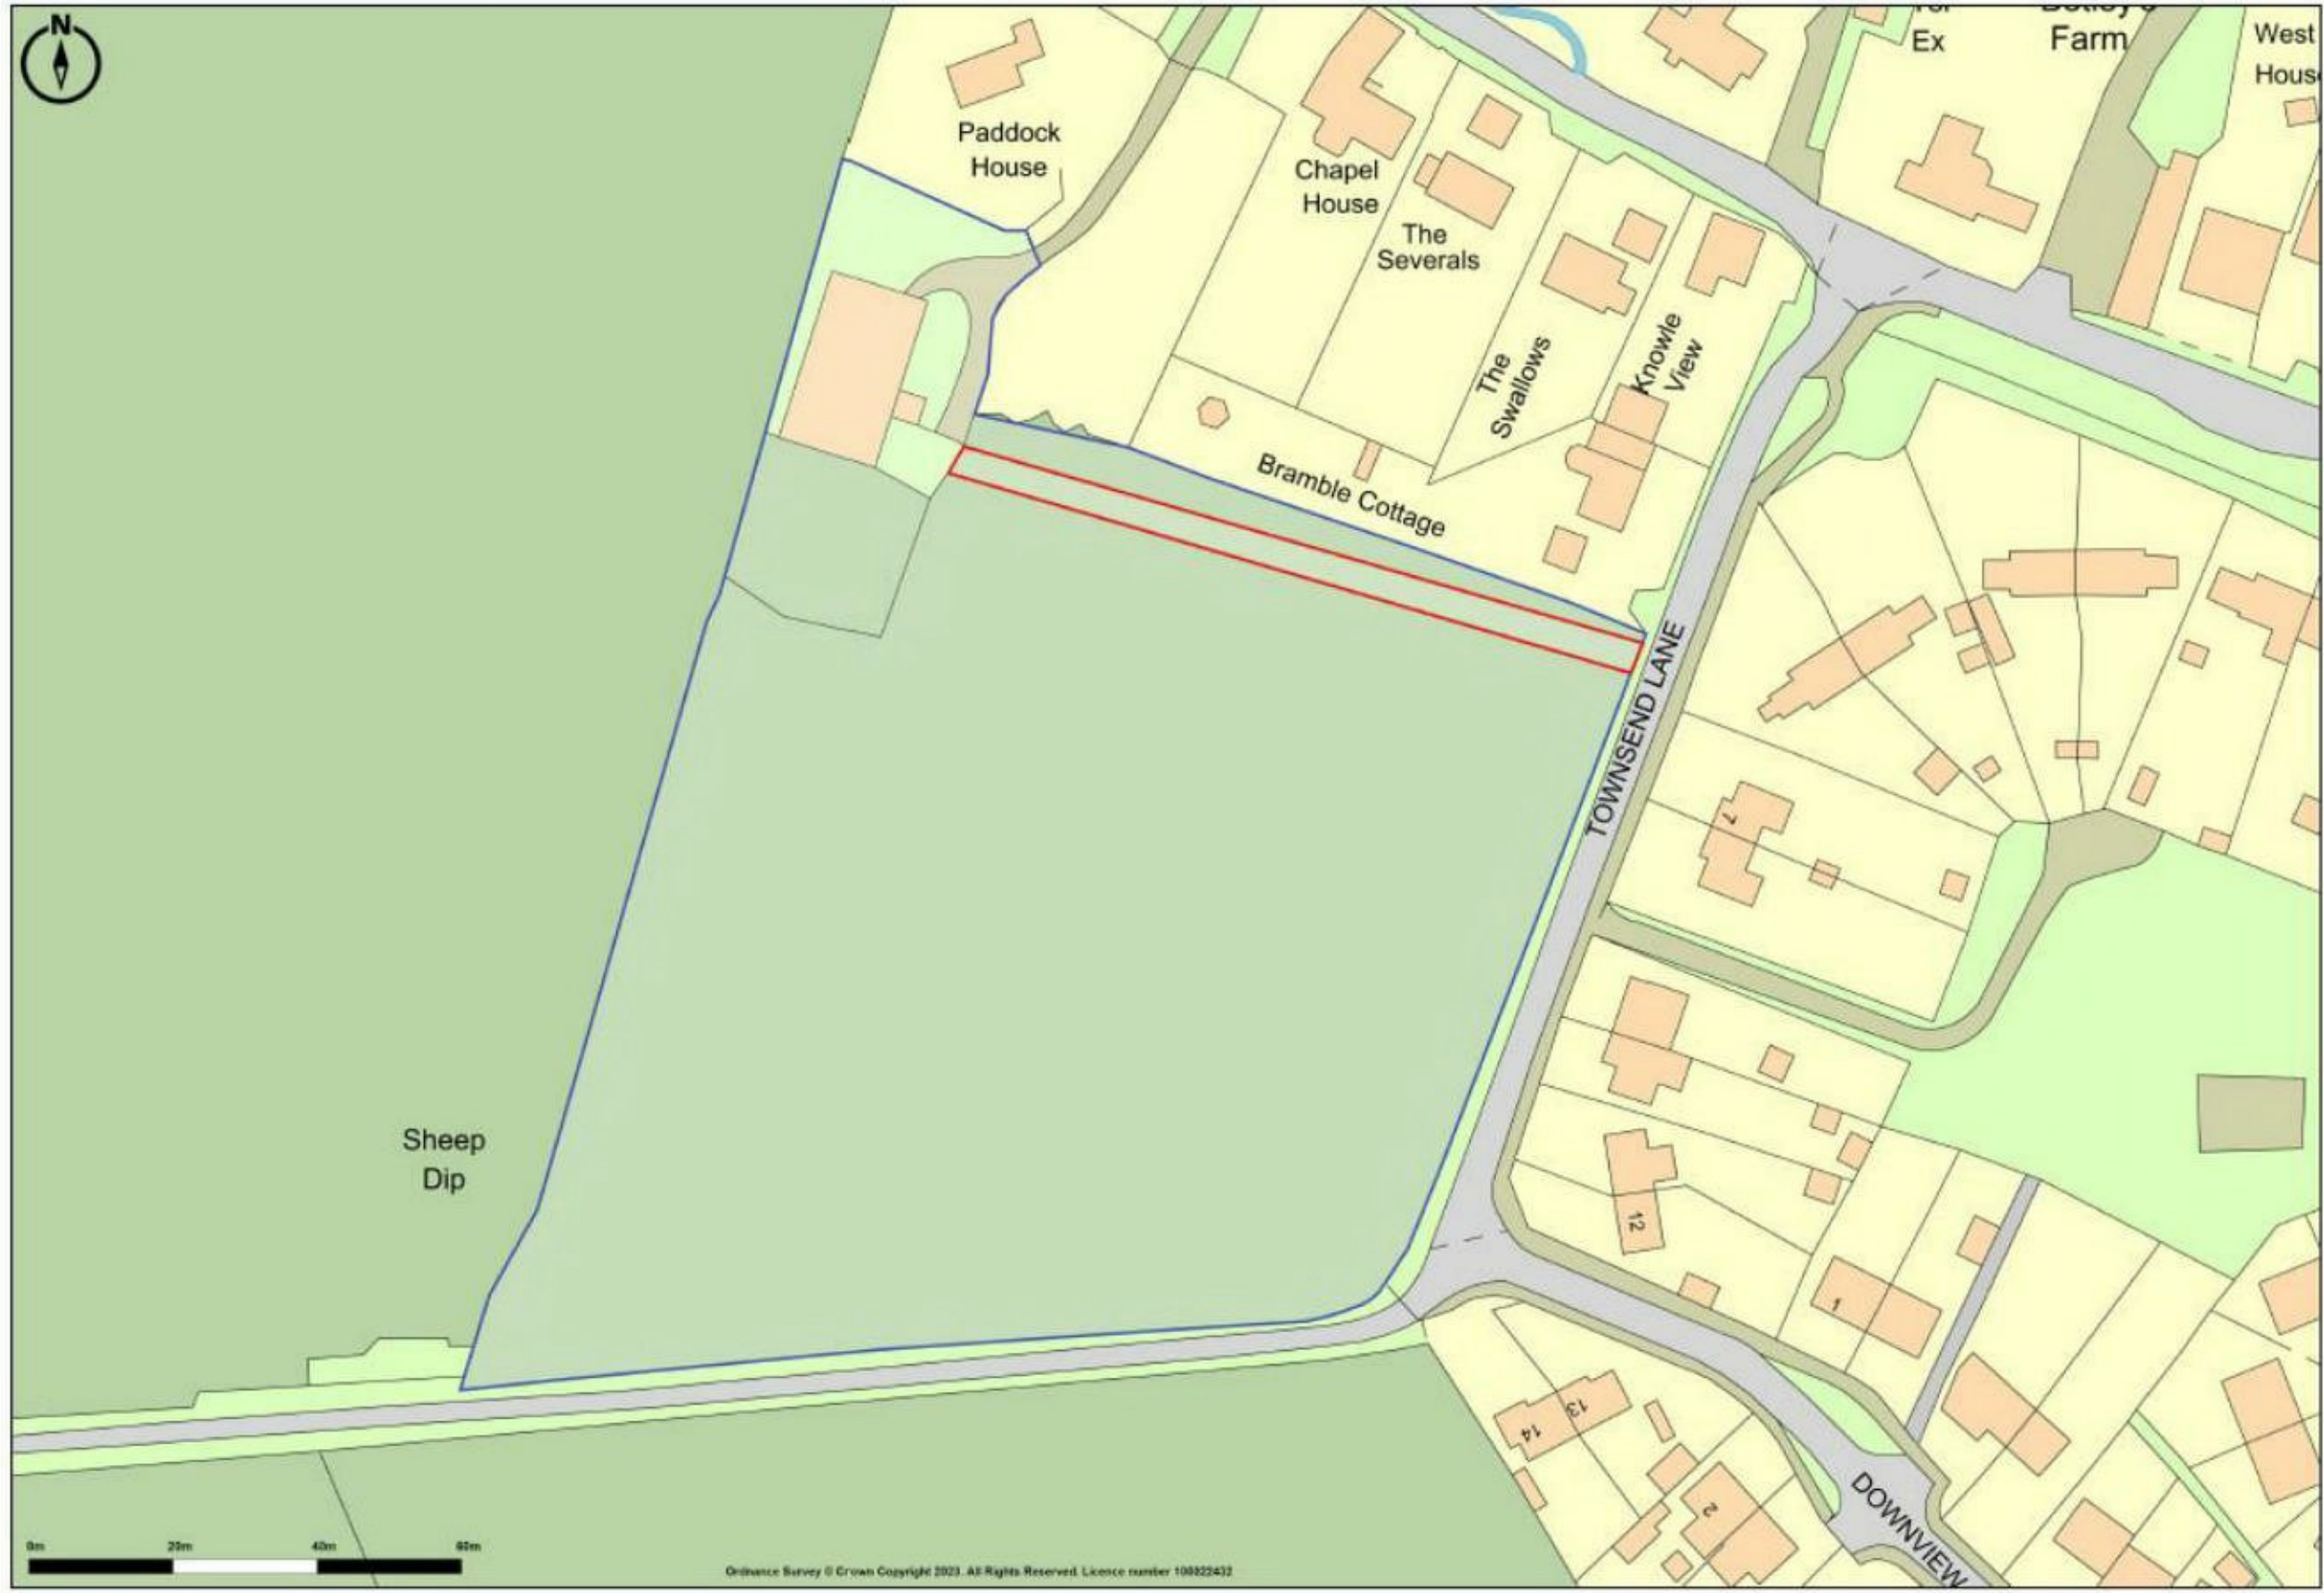 N
Ex
Farm
West
Paddock
House
Chapel
House
The
Severals
The
Swallows
Knowle
View
Bramble Cottage
TOWNSEND LANE
7
Sheep
Dip
12
1
13
14
2
DOWNVIEW
0m 20m 40m 60m
Ordnance Survey © Crown Copyright 2023. All Rights Reserved. Licence number 100022432